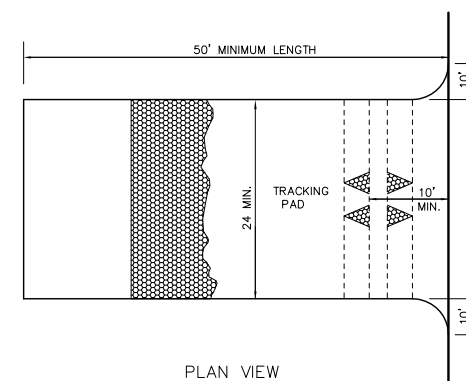 50' MINIMUM LENGTH
10'
24 MIN.
TRACKING
PAD
10'
MIN.
10'
PLAN VIEW